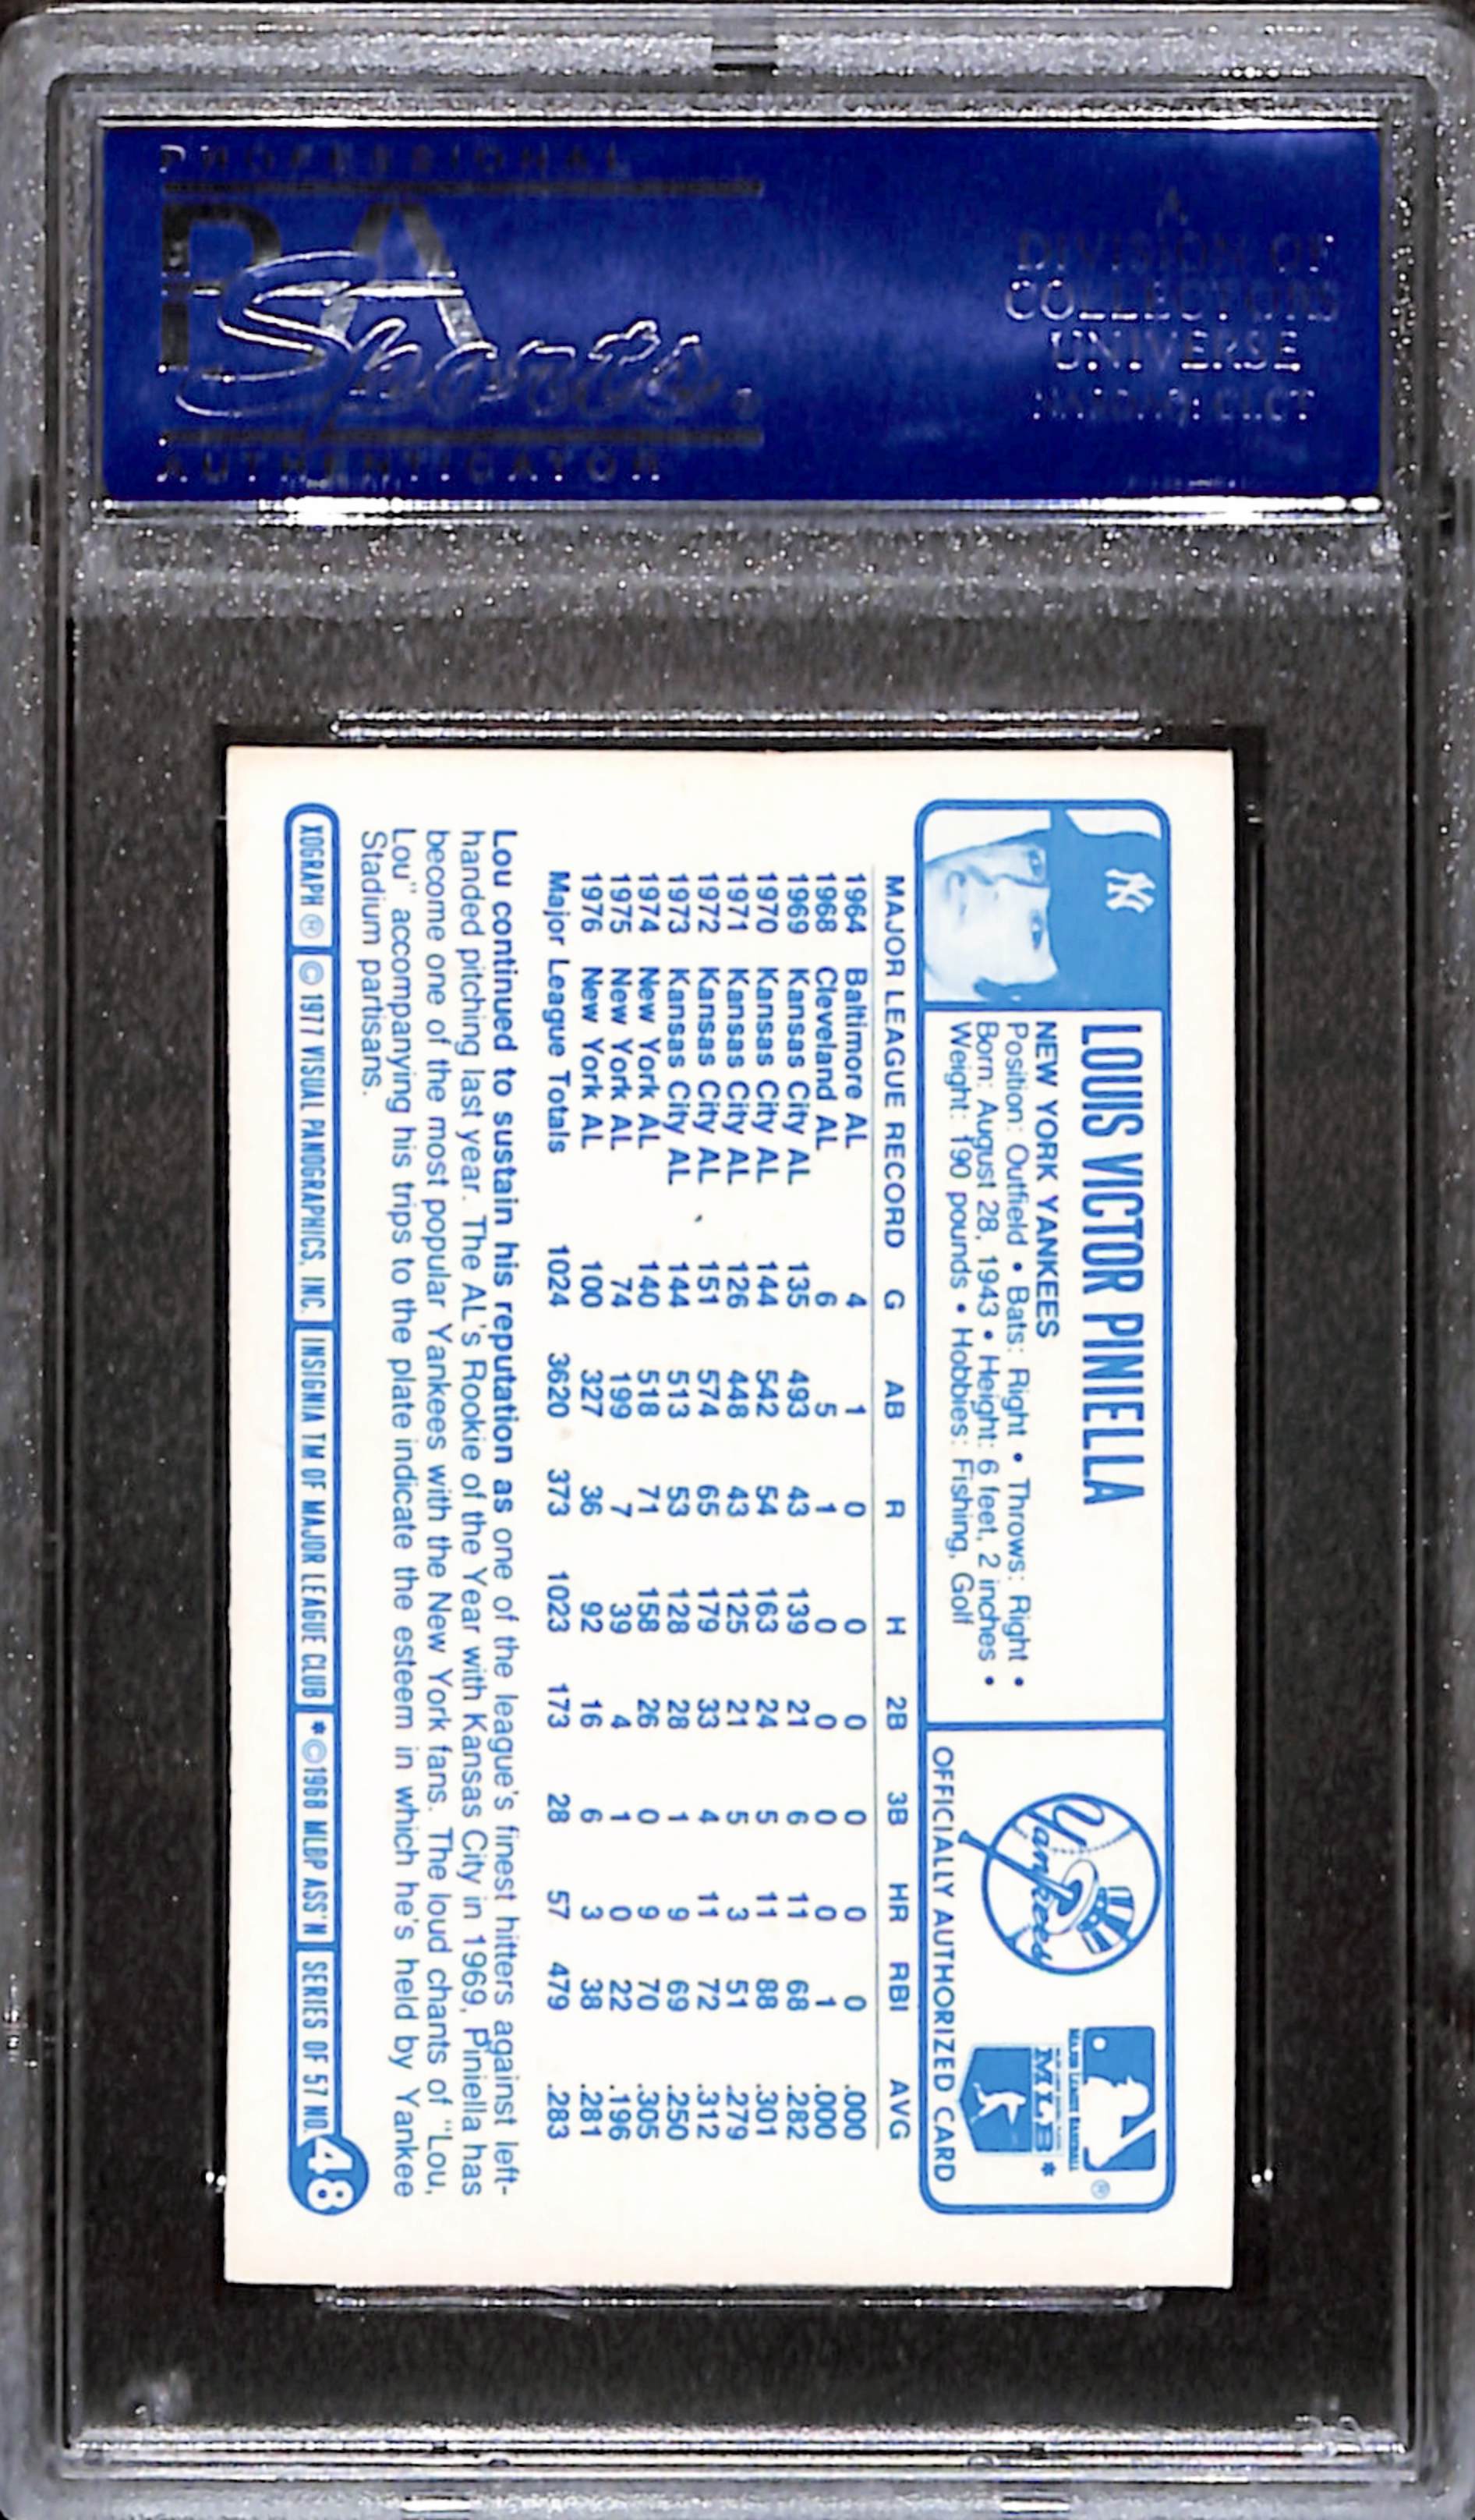 PROFESSIONAL
PSA
Sports
AUTHENTICATOR
A
DIVISION OF
COLLECTORS
UNIVERSE
NASDAQ: CLCT
NY
LOUIS VICTOR PINIELLA
NEW YORK YANKEES
Position: Outfield • Bats: Right • Throws: Right •
Born: August 28, 1943 • Height: 6 feet, 2 inches •
Weight: 190 pounds • Hobbies: Fishing, Golf
Yankees
MAJOR LEAGUE BASEBALL
®
MLB*
OFFICIALLY AUTHORIZED CARD
MAJOR LEAGUE RECORD G AB R H 2B 3B HR RBI AVG
1964 Baltimore AL 4 1 0 0 0 0 0 0 .000
1968 Cleveland AL 6 5 1 0 0 0 0 1 .000
1969 Kansas City AL 135 493 43 139 21 6 11 68 .282
1970 Kansas City AL 144 542 54 163 24 5 11 88 .301
1971 Kansas City AL 126 448 43 125 21 5 3 51 .279
1972 Kansas City AL 151 574 65 179 33 4 11 72 .312
1973 Kansas City AL 144 513 53 128 28 1 9 69 .250
1974 New York AL 140 518 71 158 26 0 9 70 .305
1975 New York AL 74 199 7 39 4 1 0 22 .196
1976 New York AL 100 327 36 92 16 6 3 38 .281
Major League Totals 1024 3620 373 1023 173 28 57 479 .283
Lou continued to sustain his reputation as one of the league's finest hitters against left-
handed pitching last year. The AL's Rookie of the Year with Kansas City in 1969, Piniella has
become one of the most popular Yankees with the New York fans. The loud chants of "Lou,
Lou" accompanying his trips to the plate indicate the esteem in which he's held by Yankee
Stadium partisans.
XOGRAPH ® © 1977 VISUAL PANOGRAPHICS, INC. INSIGNIA TM OF MAJOR LEAGUE CLUB *©1968 MLBP ASS'N SERIES OF 57 NO. 48